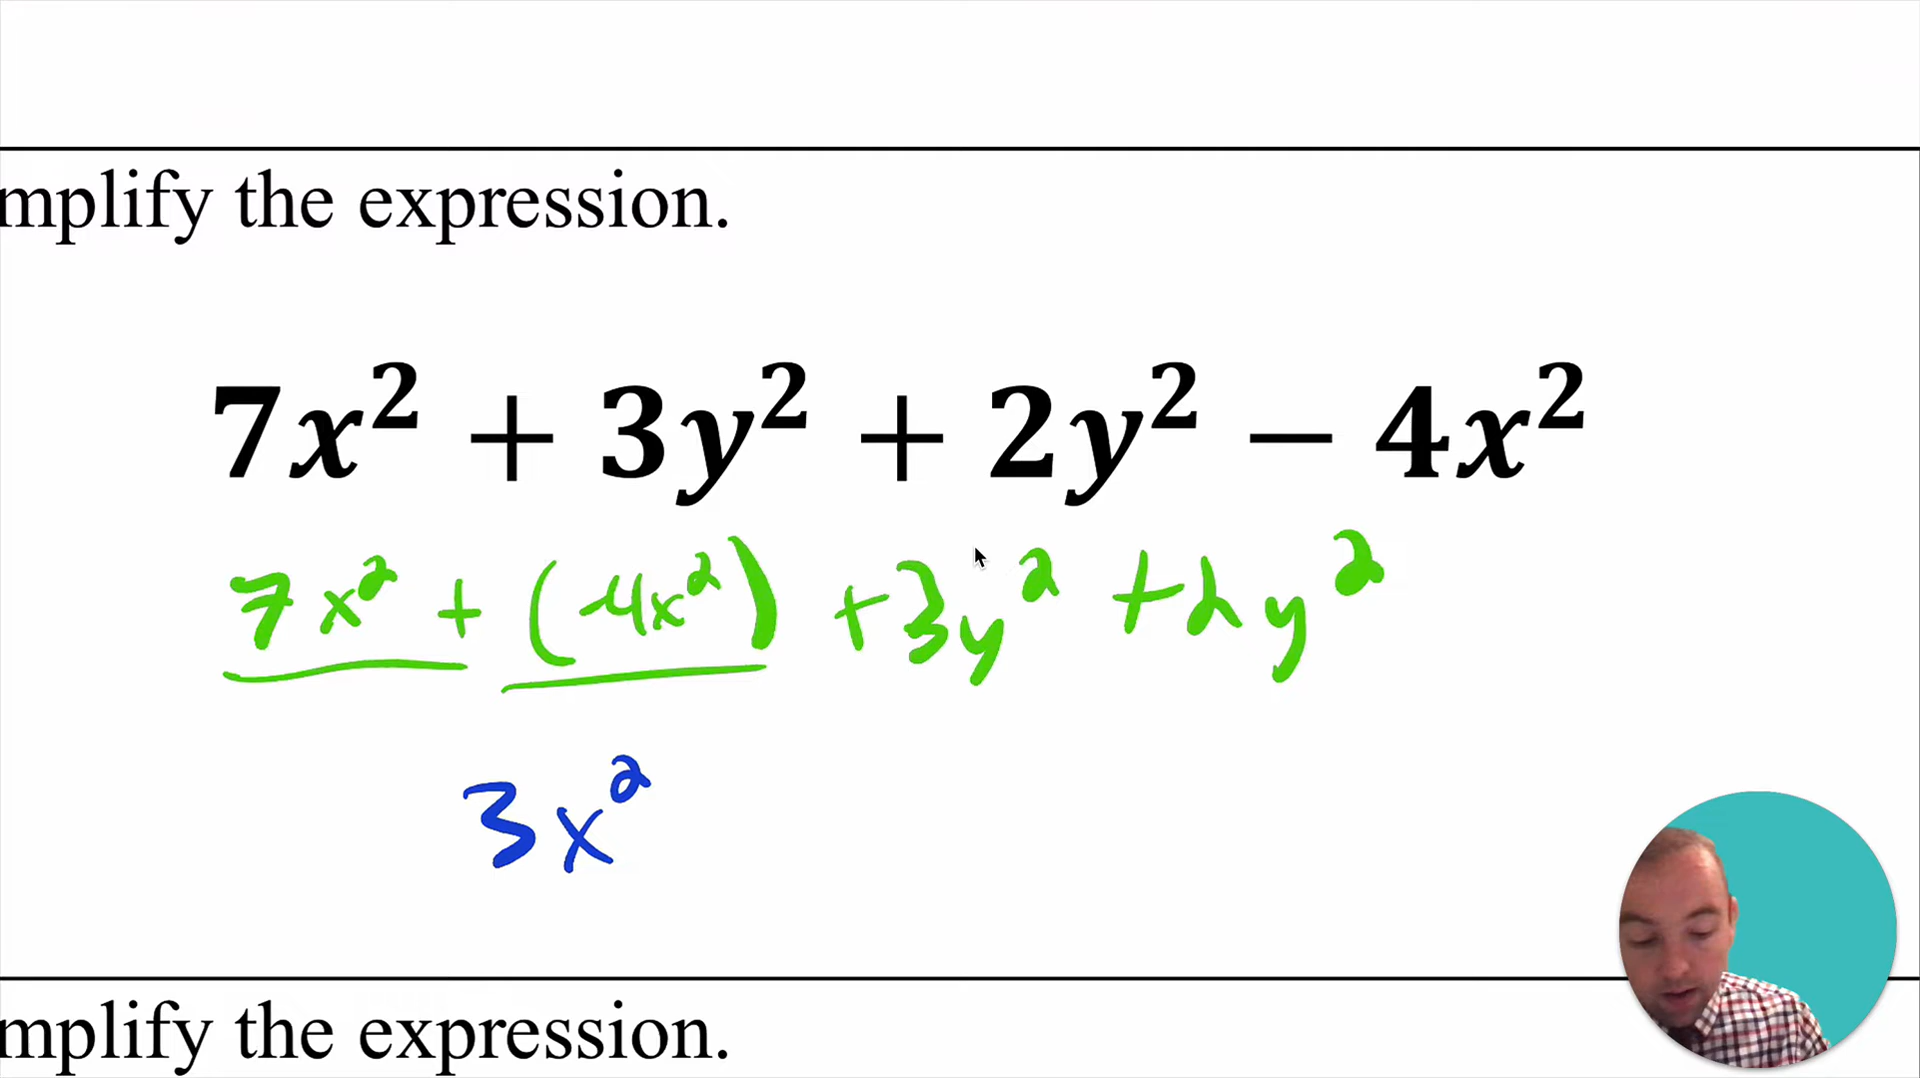 mplify the expression.
7x² + 3y² + 2y² − 4x²
7x² + (-4x²) + 3y² + 2y²
3x²
mplify the expression.